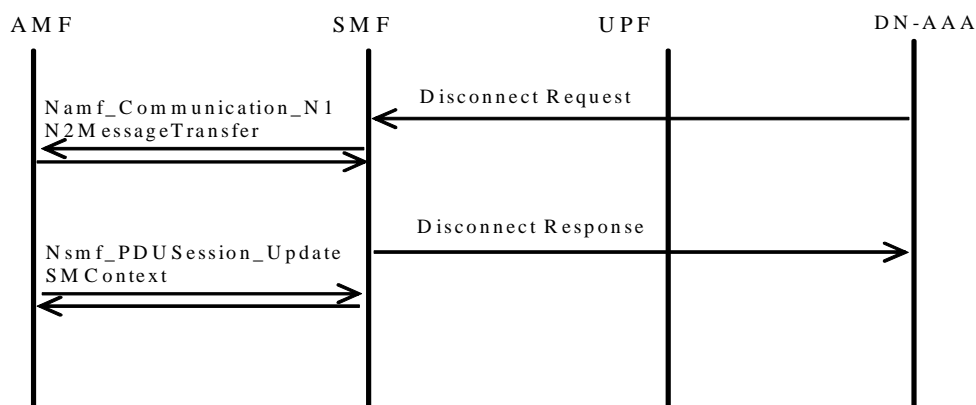 AMF
SMF
UPF
DN-AAA
Disconnect Request
Namf_Communication_N1
N2MessageTransfer
Disconnect Response
Nsmf_PDUSession_Update
SMContext